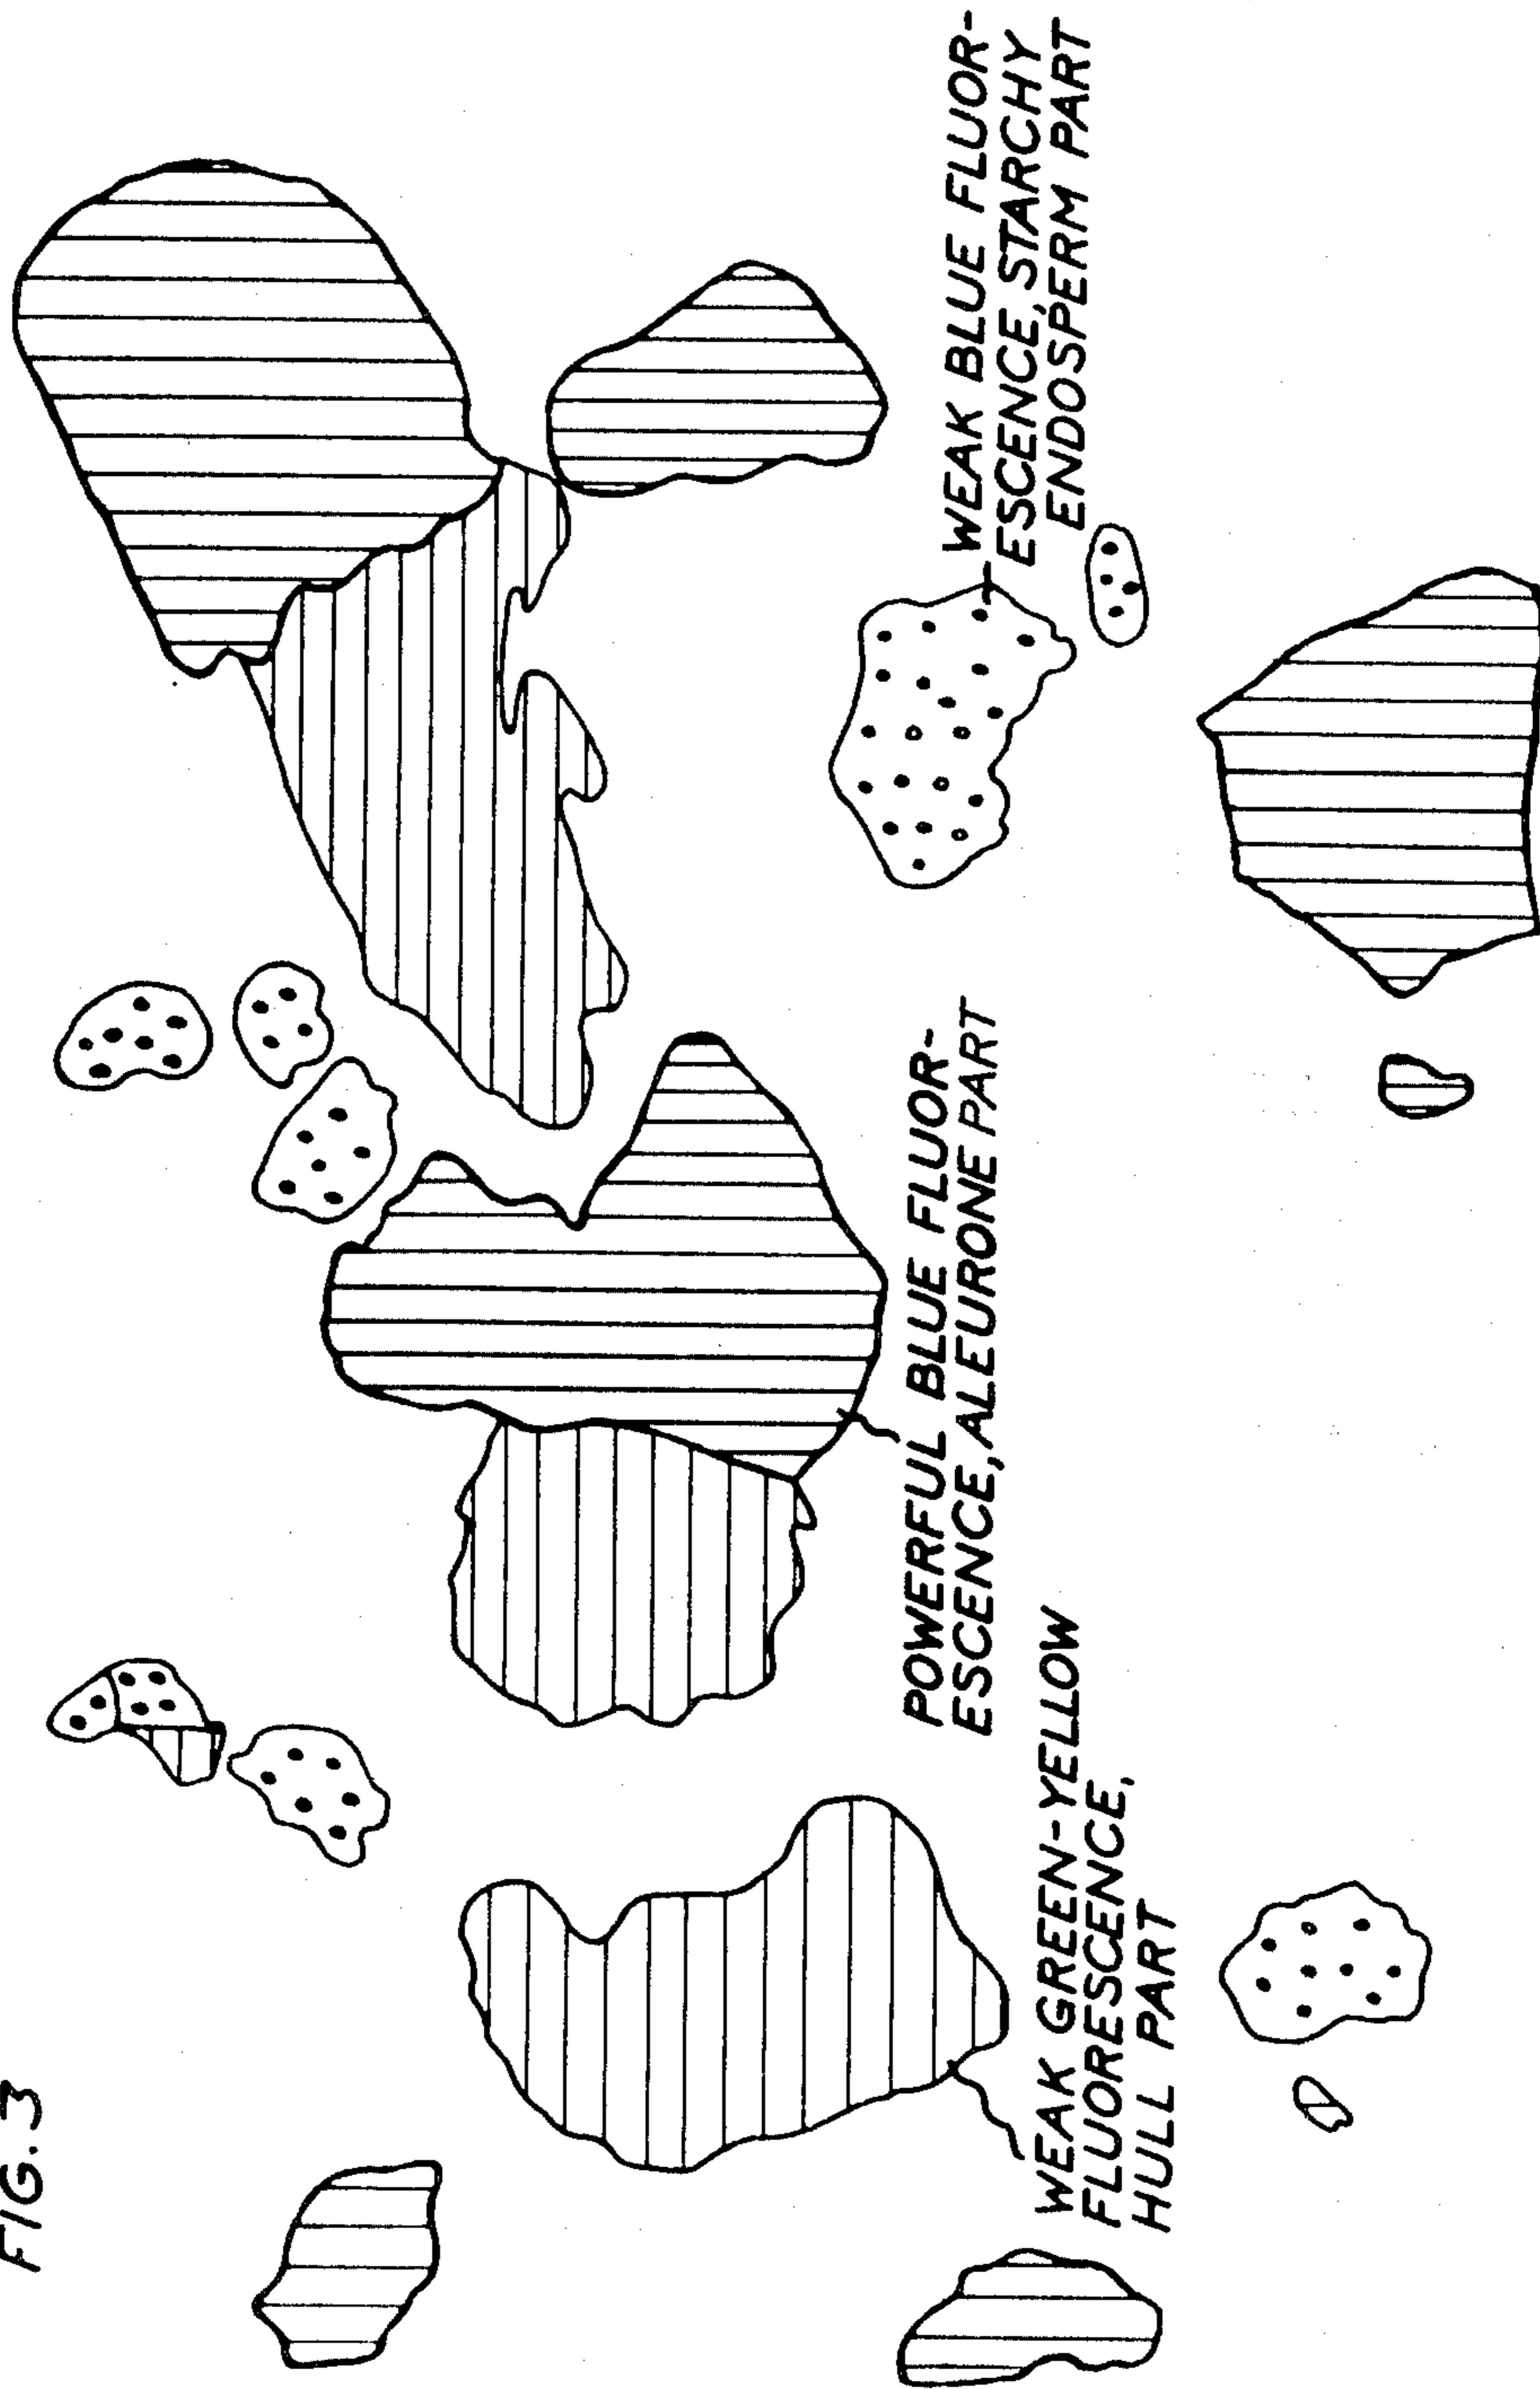 FIG. 3
WEAK GREEN-YELLOW
FLUORESCENCE,
HULL PART
POWERFUL BLUE FLUOR-
ESCENCE, ALEURONE PART
WEAK BLUE FLUOR-
ESCENCE, STARCHY
ENDOSPERM PART